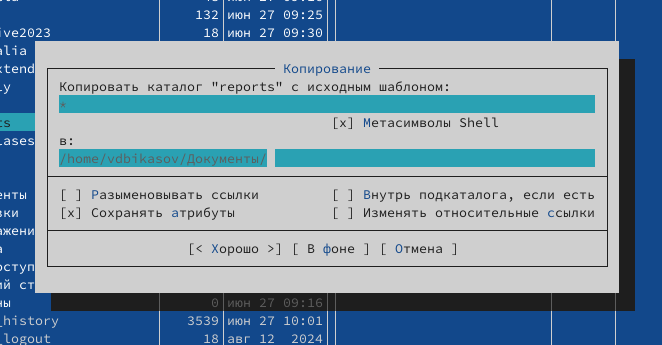 132 июн 27 09:25
ive2023 18 июн 27 09:30
alia
xtend
Копирование
Копировать каталог "reports" с исходным шаблоном:
*
[x] Метасимволы Shell
ts
в:
lases
/home/vdbikasov/Документы/
[ ] Разыменовывать ссылки [ ] Внутрь подкаталога, если есть
енты
[x] Сохранять атрибуты [ ] Изменять относительные ссылки
вки
ажени
[< Хорошо >] [ В фоне ] [ Отмена ]
а
оступ
ий ст
ны 0 июн 27 09:16
_history 3539 июн 27 10:01
_logout 18 авг 12 2024